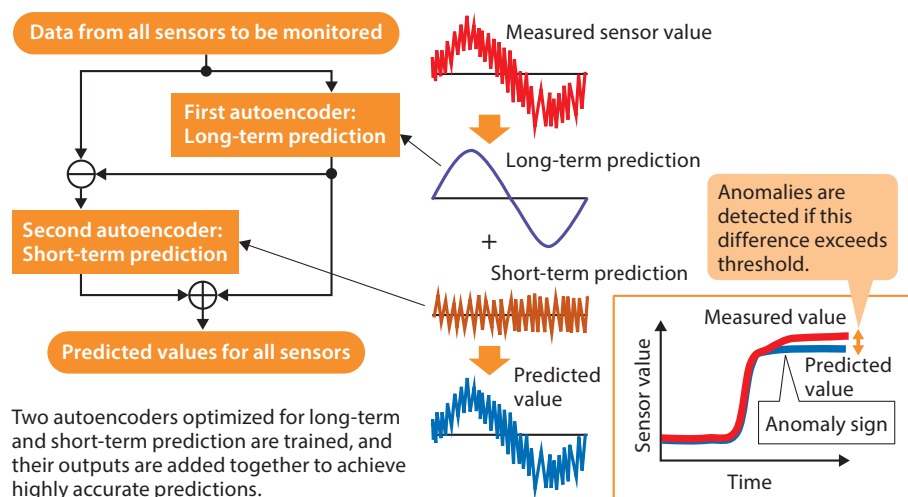 Data from all sensors to be monitored
First autoencoder:
Long-term prediction
Second autoencoder:
Short-term prediction
Predicted values for all sensors
Two autoencoders optimized for long-term
and short-term prediction are trained, and
their outputs are added together to achieve
highly accurate predictions.
Measured sensor value
Long-term prediction
+
Short-term prediction
Predicted
value
Anomalies are
detected if this
difference exceeds
threshold.
Measured value
Predicted
value
Anomaly sign
Sensor value
Time